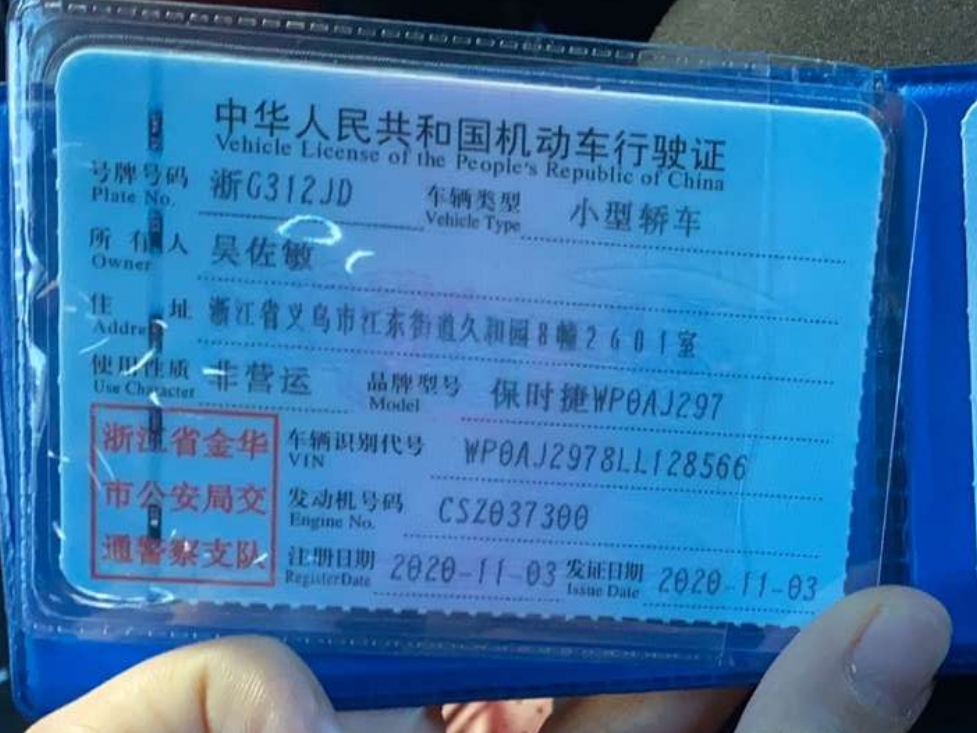 中华人民共和国机动车行驶证
Vehicle License of the People's Republic of China
号牌号码 浙G312JD 车辆类型 小型轿车
Plate No. Vehicle Type
所有人 吴佐敏
Owner
住址 浙江省义乌市江东街道久和园8幢2601室
Address
使用性质 非营运 品牌型号 保时捷WP0AJ297
Use Character Model
浙江省金华
市公安局交
通警察支队
车辆识别代号 WP0AJ2978LL128566
VIN
发动机号码 CSZ037300
Engine No.
注册日期 2020-11-03 发证日期 2020-11-03
Register Date Issue Date